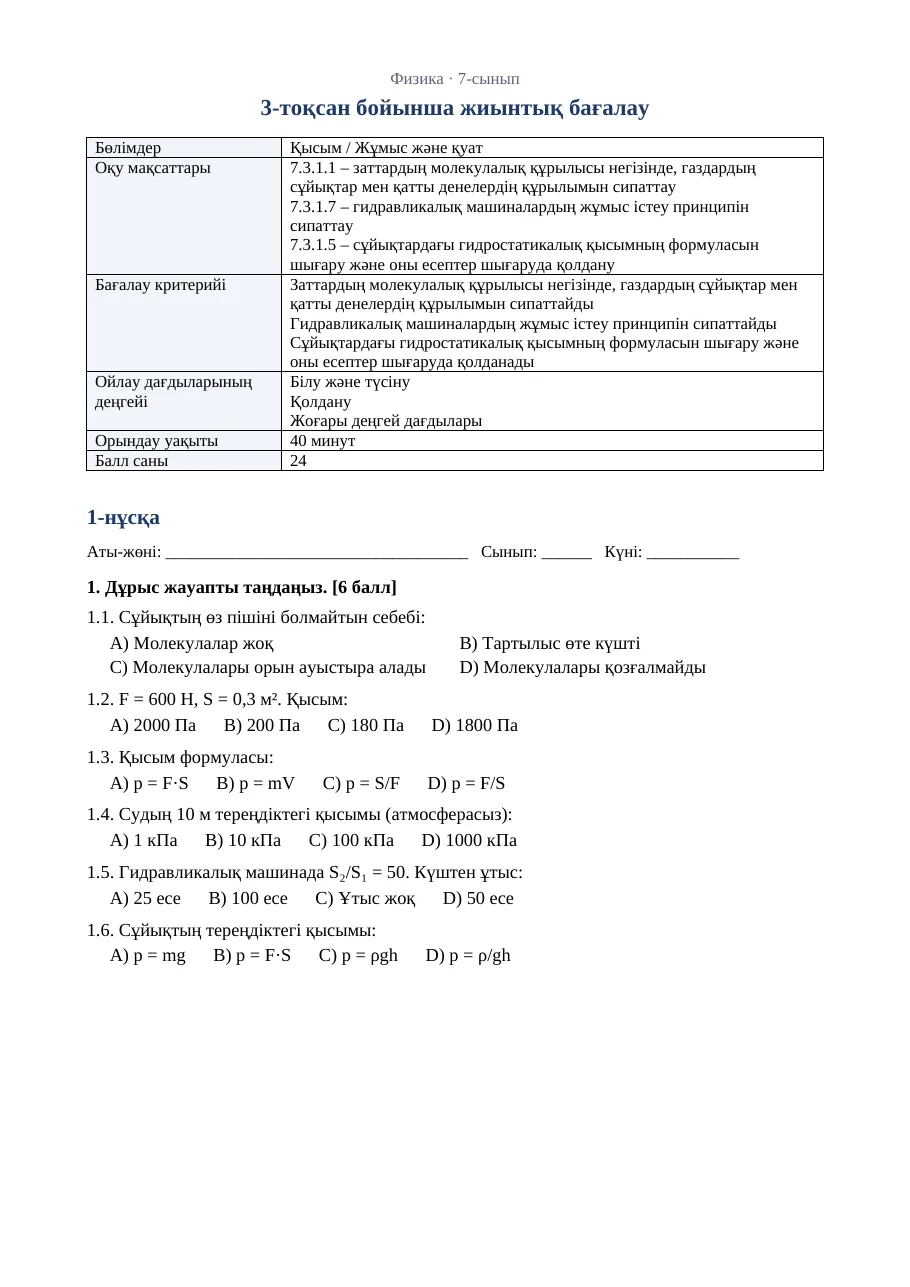 Физика · 7-сынып
3-тоқсан бойынша жиынтық бағалау
Бөлімдер
Қысым / Жұмыс және қуат
Оқу мақсаттары
7.3.1.1 – заттардың молекулалық құрылысы негізінде, газдардың
сұйықтар мен қатты денелердің құрылымын сипаттау
7.3.1.7 – гидравликалық машиналардың жұмыс істеу принципін
сипаттау
7.3.1.5 – сұйықтардағы гидростатикалық қысымның формуласын
шығару және оны есептер шығаруда қолдану
Бағалау критерийі
Заттардың молекулалық құрылысы негізінде, газдардың сұйықтар мен
қатты денелердің құрылымын сипаттайды
Гидравликалық машиналардың жұмыс істеу принципін сипаттайды
Сұйықтардағы гидростатикалық қысымның формуласын шығару және
оны есептер шығаруда қолданады
Ойлау дағдыларының
деңгейі
Білу және түсіну
Қолдану
Жоғары деңгей дағдылары
Орындау уақыты
40 минут
Балл саны
24
1-нұсқа
Аты-жөні: ____________________________________ Сынып: ______ Күні: ___________
1. Дұрыс жауапты таңдаңыз. [6 балл]
1.1. Сұйықтың өз пішіні болмайтын себебі:
A) Молекулалар жоқ B) Тартылыс өте күшті
C) Молекулалары орын ауыстыра алады D) Молекулалары қозғалмайды
1.2. F = 600 Н, S = 0,3 м². Қысым:
A) 2000 Па B) 200 Па C) 180 Па D) 1800 Па
1.3. Қысым формуласы:
A) p = F·S B) p = mV C) p = S/F D) p = F/S
1.4. Судың 10 м тереңдіктегі қысымы (атмосферасыз):
A) 1 кПа B) 10 кПа C) 100 кПа D) 1000 кПа
1.5. Гидравликалық машинада S₂/S₁ = 50. Күштен ұтыс:
A) 25 есе B) 100 есе C) Ұтыс жоқ D) 50 есе
1.6. Сұйықтың тереңдіктегі қысымы:
A) p = mg B) p = F·S C) p = ρgh D) p = ρ/gh